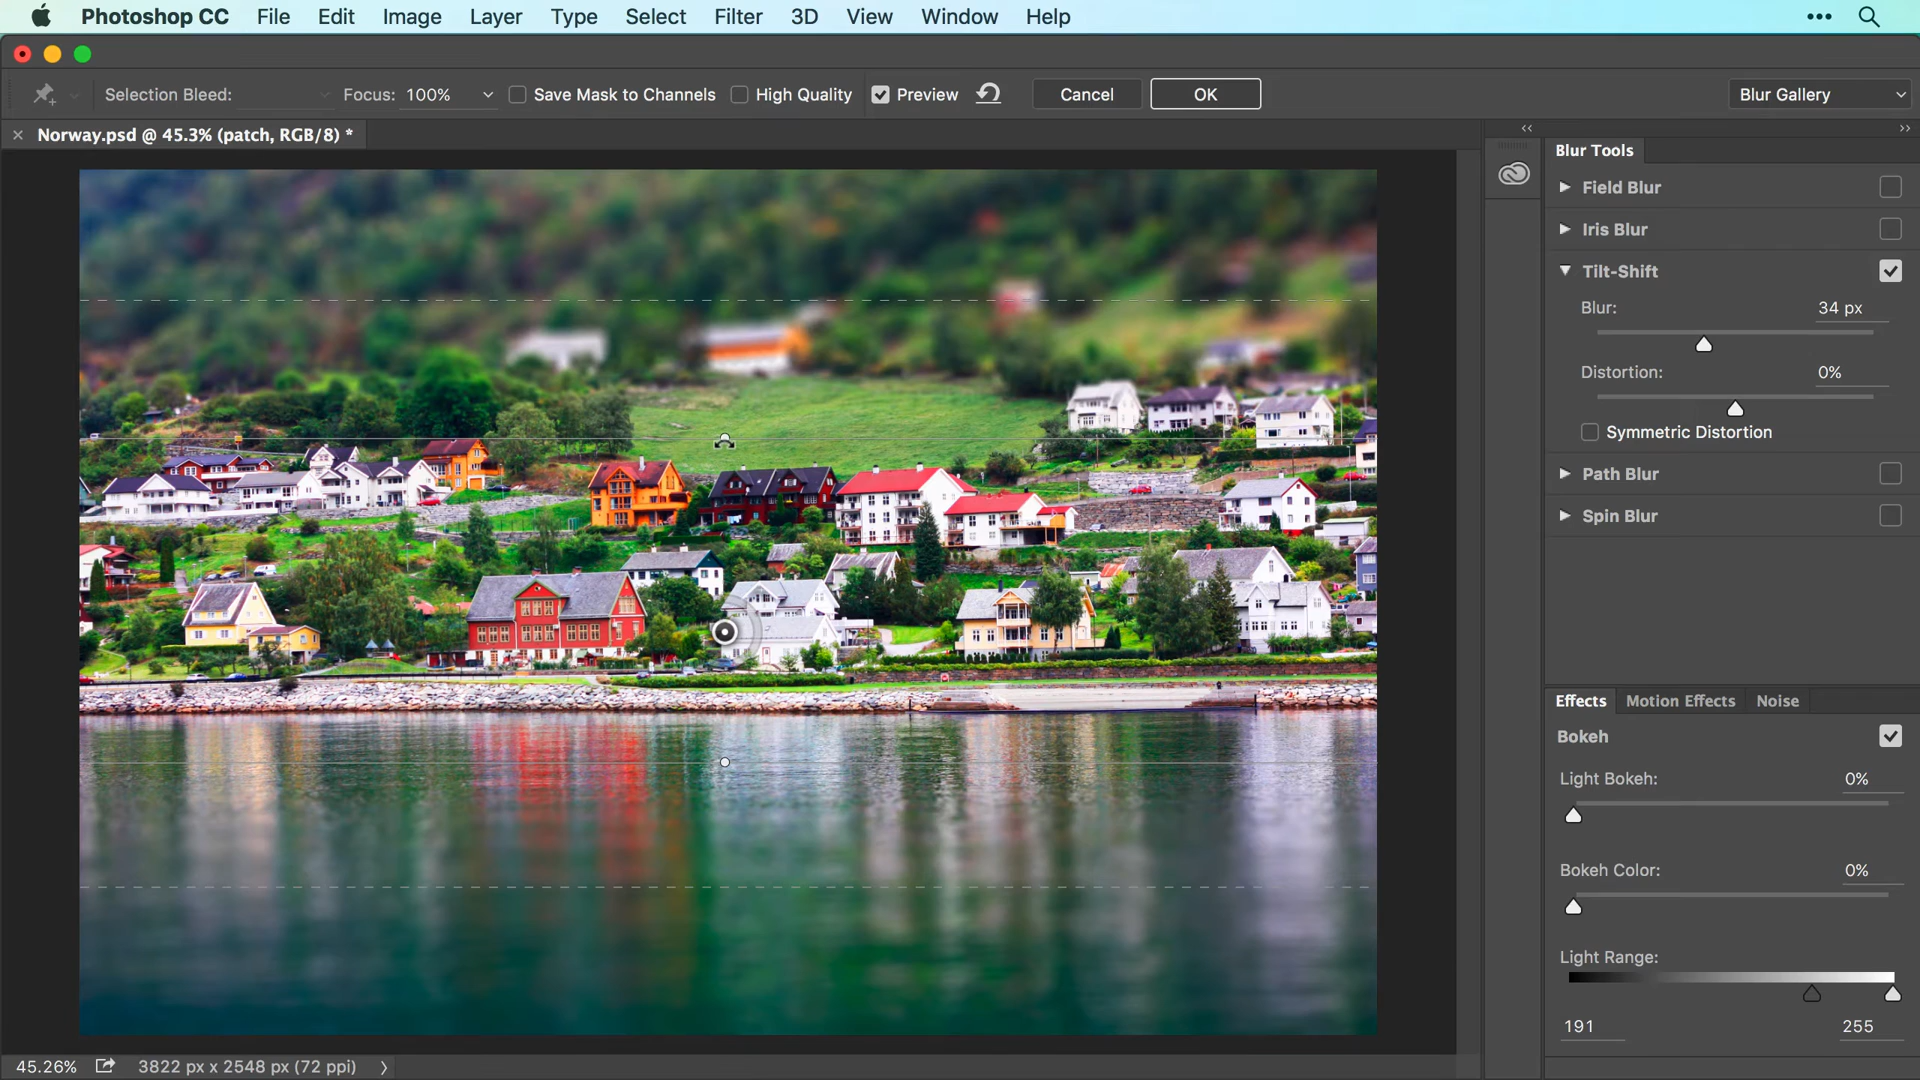 Photoshop CC File Edit Image Layer Type Select Filter 3D View Window Help
Selection Bleed: Focus: 100% Save Mask to Channels High Quality Preview Cancel OK Blur Gallery
Norway.psd @ 45.3% (patch, RGB/8) *
Blur Tools
Field Blur
Iris Blur
Tilt-Shift
Blur: 34 px
Distortion: 0%
Symmetric Distortion
Path Blur
Spin Blur
Effects Motion Effects Noise
Bokeh
Light Bokeh: 0%
Bokeh Color: 0%
Light Range:
191 255
45.26% 3822 px x 2548 px (72 ppi)